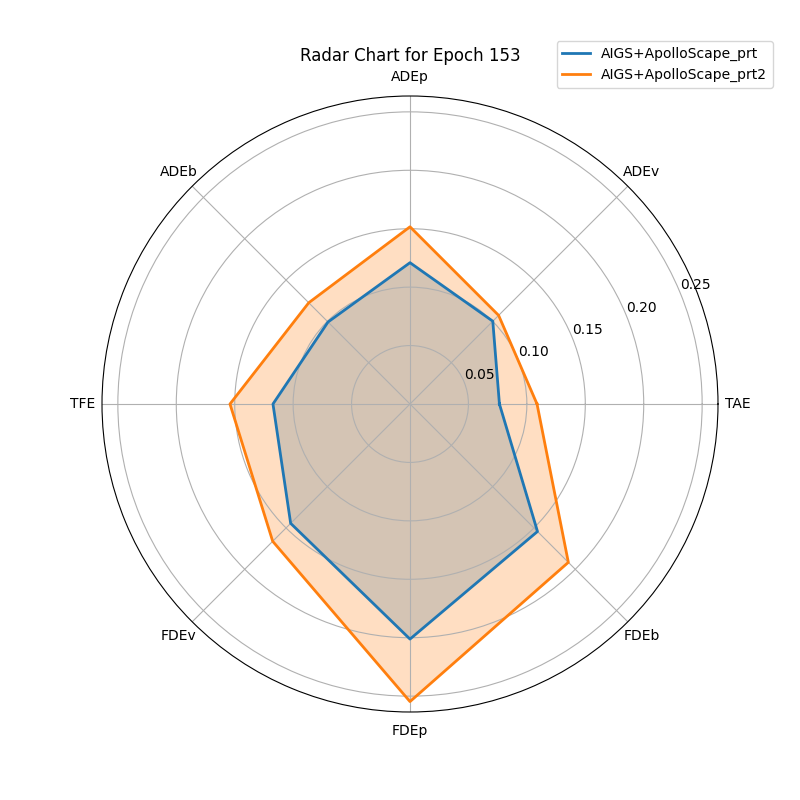 Radar Chart for Epoch 153
AIGS+ApolloScape_prt
AIGS+ApolloScape_prt2
ADEp
ADEb
ADEv
0.25
0.20
0.15
0.10
0.05
TFE
TAE
FDEv
FDEb
FDEp